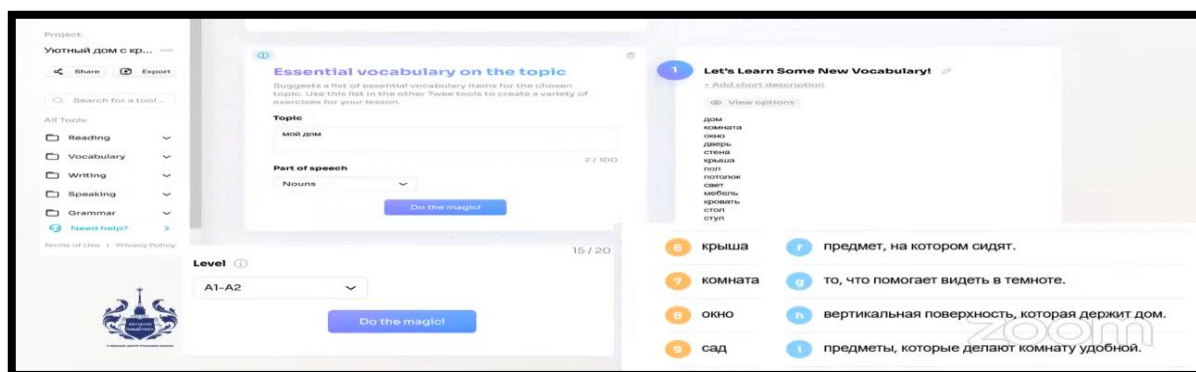 Project:
Уютный дом с кр...
Share Export
Search for a tool...
All Tools
Reading
Vocabulary
Writing
Speaking
Grammar
Need help?
Terms of Use | Privacy Policy
Essential vocabulary on the topic
Suggests a list of essential vocabulary items for the chosen
topic. Use this list in the other Twee tools to create a variety of
exercises for your lesson.
Topic
мой дом
2 / 100
Part of speech
Nouns
Do the magic!
15 / 20
Level
A1-A2
Do the magic!
1 Let's Learn Some New Vocabulary!
+ Add short description
View options
дом
комната
окно
дверь
стена
крыша
пол
потолок
свет
мебель
кровать
стол
стул
6 крыша f предмет, на котором сидят.
7 комната g то, что помогает видеть в темноте.
8 окно h вертикальная поверхность, которая держит дом.
9 сад i предметы, которые делают комнату удобной.
zoom